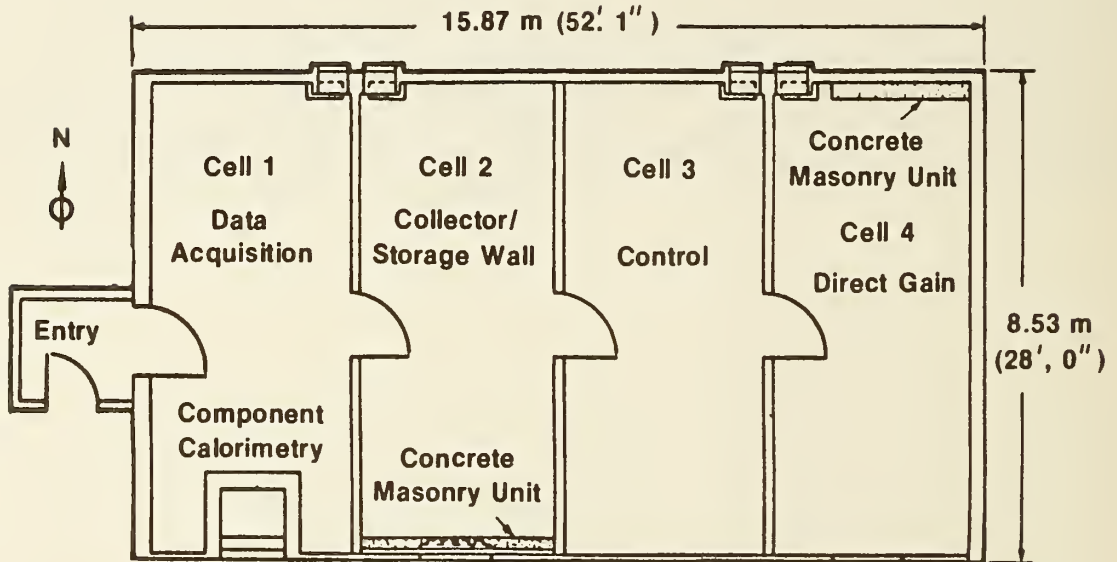 15.87 m (52'. 1")
N
Cell 1
Data
Acquisition
Cell 2
Collector/
Storage Wall
Cell 3
Control
Concrete
Masonry Unit
Cell 4
Direct Gain
Entry
8.53 m
(28', 0")
Component
Calorimetry
Concrete
Masonry Unit